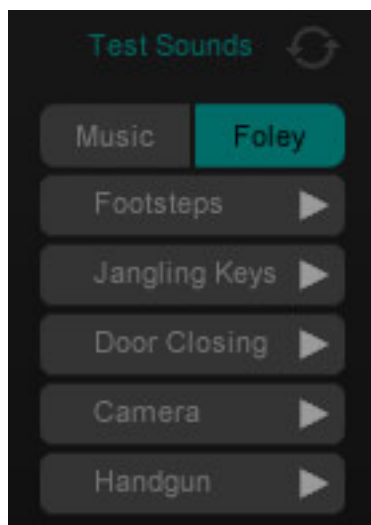 Test Sounds
Music Foley
Footsteps
Jangling Keys
Door Closing
Camera
Handgun